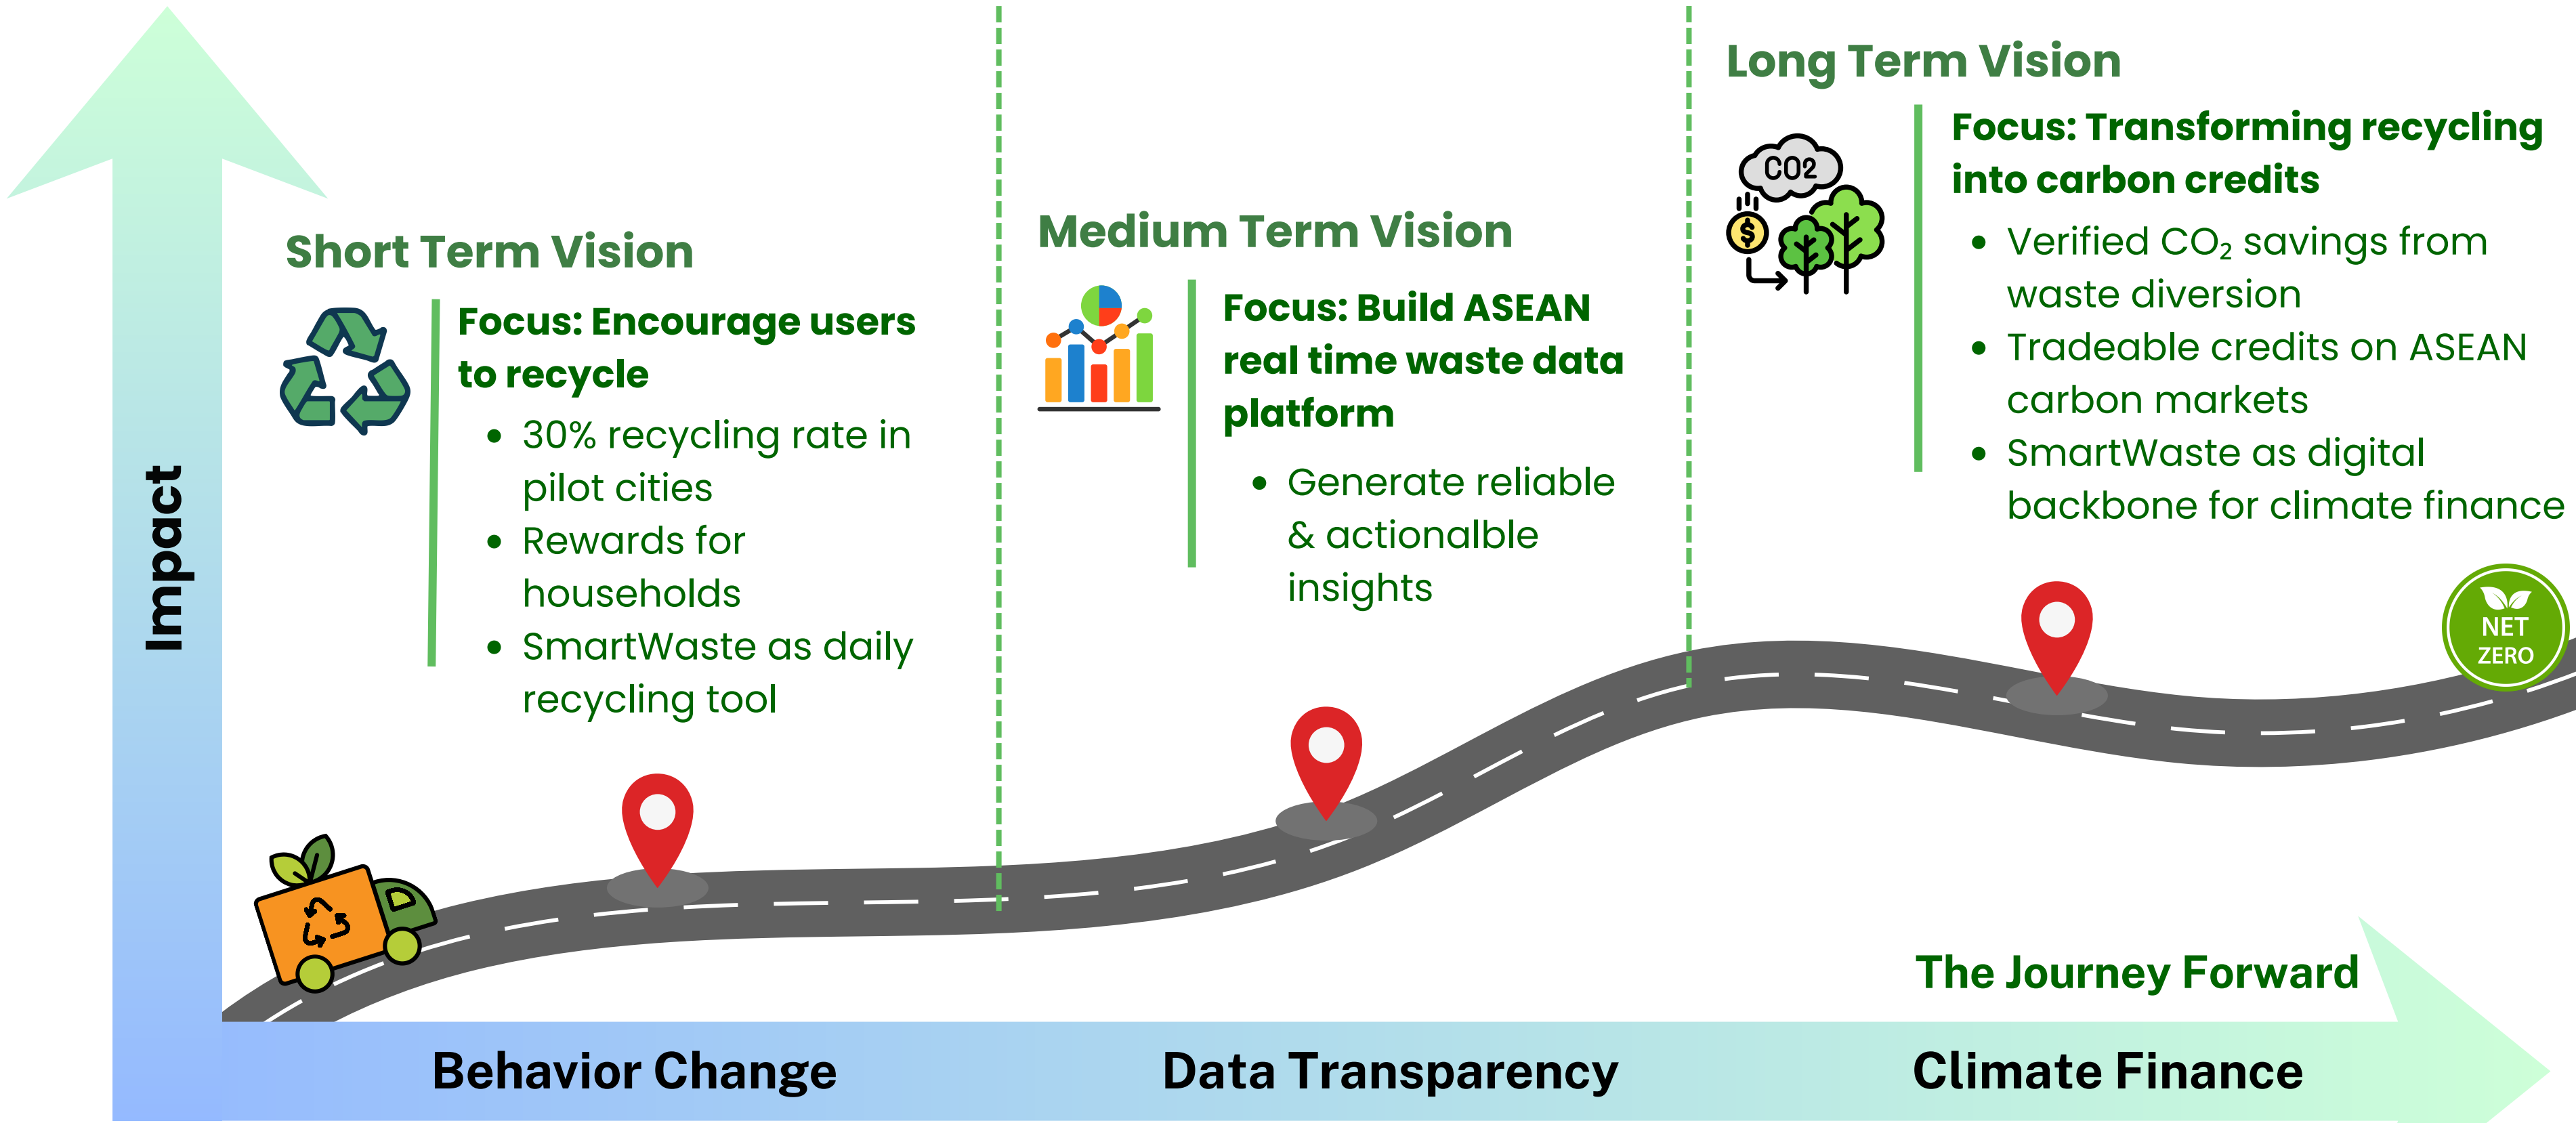 Impact
Short Term Vision
Focus: Encourage users
to recycle
• 30% recycling rate in
pilot cities
• Rewards for
households
• SmartWaste as daily
recycling tool
Medium Term Vision
Focus: Build ASEAN
real time waste data
platform
• Generate reliable
& actionalble
insights
Long Term Vision
CO2
$
Focus: Transforming recycling
into carbon credits
• Verified CO₂ savings from
waste diversion
• Tradeable credits on ASEAN
carbon markets
• SmartWaste as digital
backbone for climate finance
NET
ZERO
The Journey Forward
Behavior Change
Data Transparency
Climate Finance